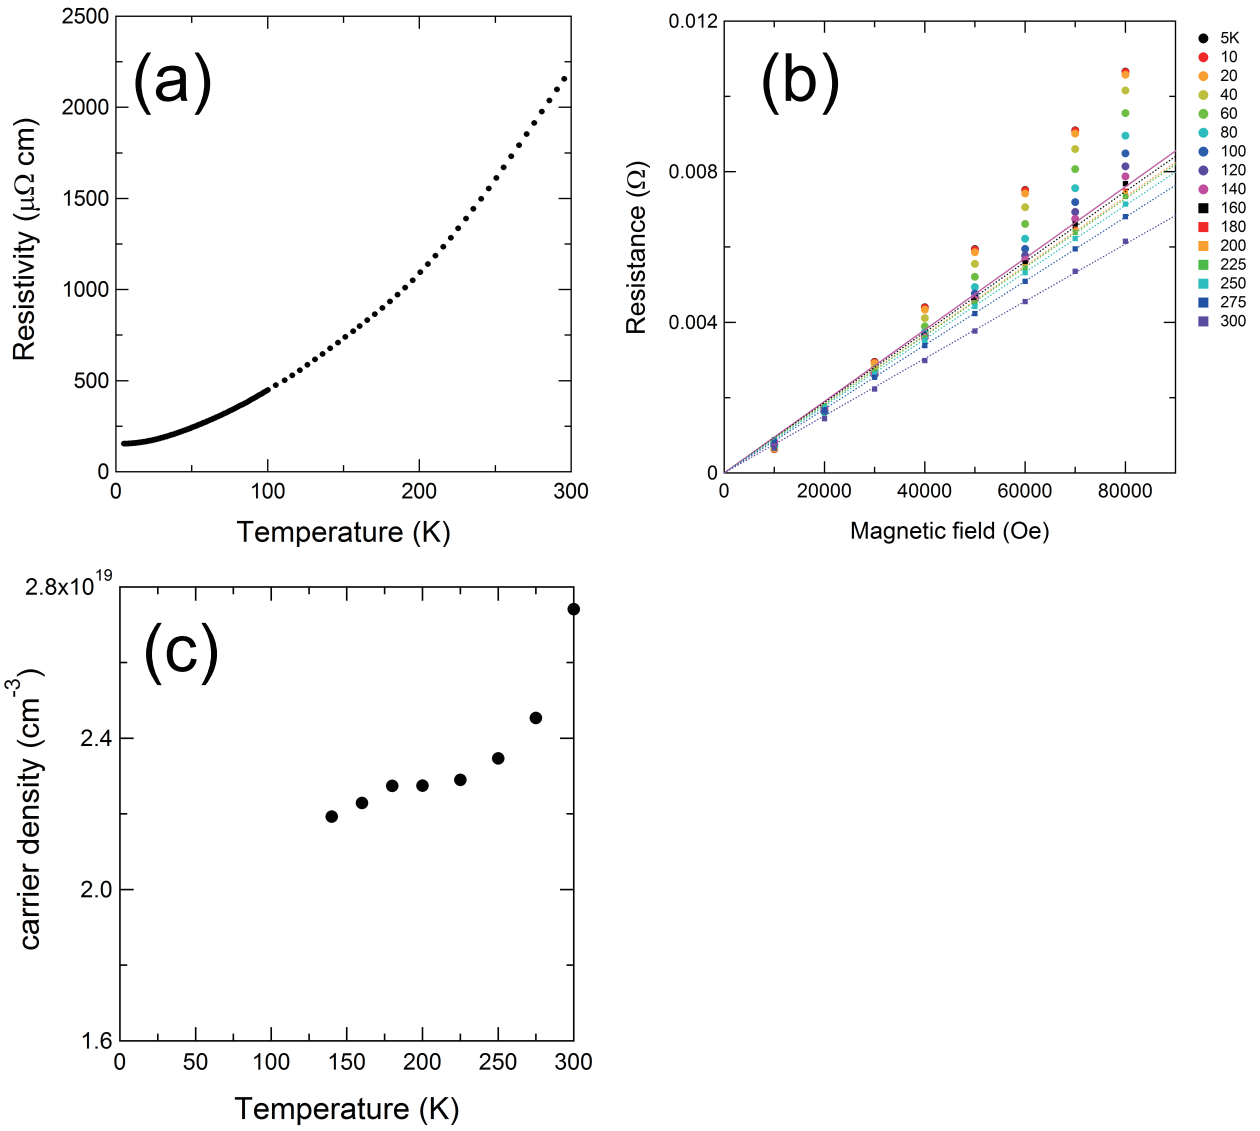 (a)
2500
2000
1500
1000
500
0
Resistivity (μΩ cm)
0 100 200 300
Temperature (K)
(b)
0.012
0.008
0.004
0
Resistance (Ω)
0 20000 40000 60000 80000
Magnetic field (Oe)
5K
10
20
40
60
80
100
120
140
160
180
200
225
250
275
300
(c)
2.8x10¹⁹
2.4
2.0
1.6
carrier density (cm⁻³)
0 50 100 150 200 250 300
Temperature (K)